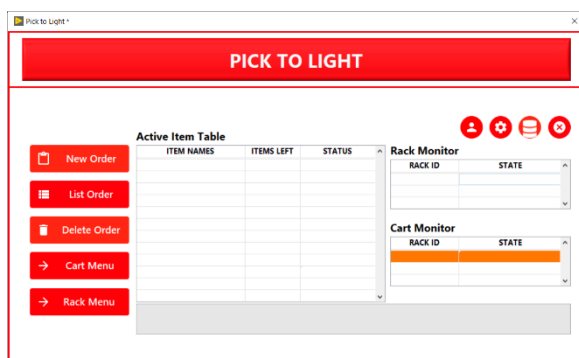 Pick to Light *
PICK TO LIGHT
Active Item Table
ITEM NAMES ITEMS LEFT STATUS
New Order
List Order
Delete Order
Cart Menu
Rack Menu
Rack Monitor
RACK ID STATE
Cart Monitor
RACK ID STATE